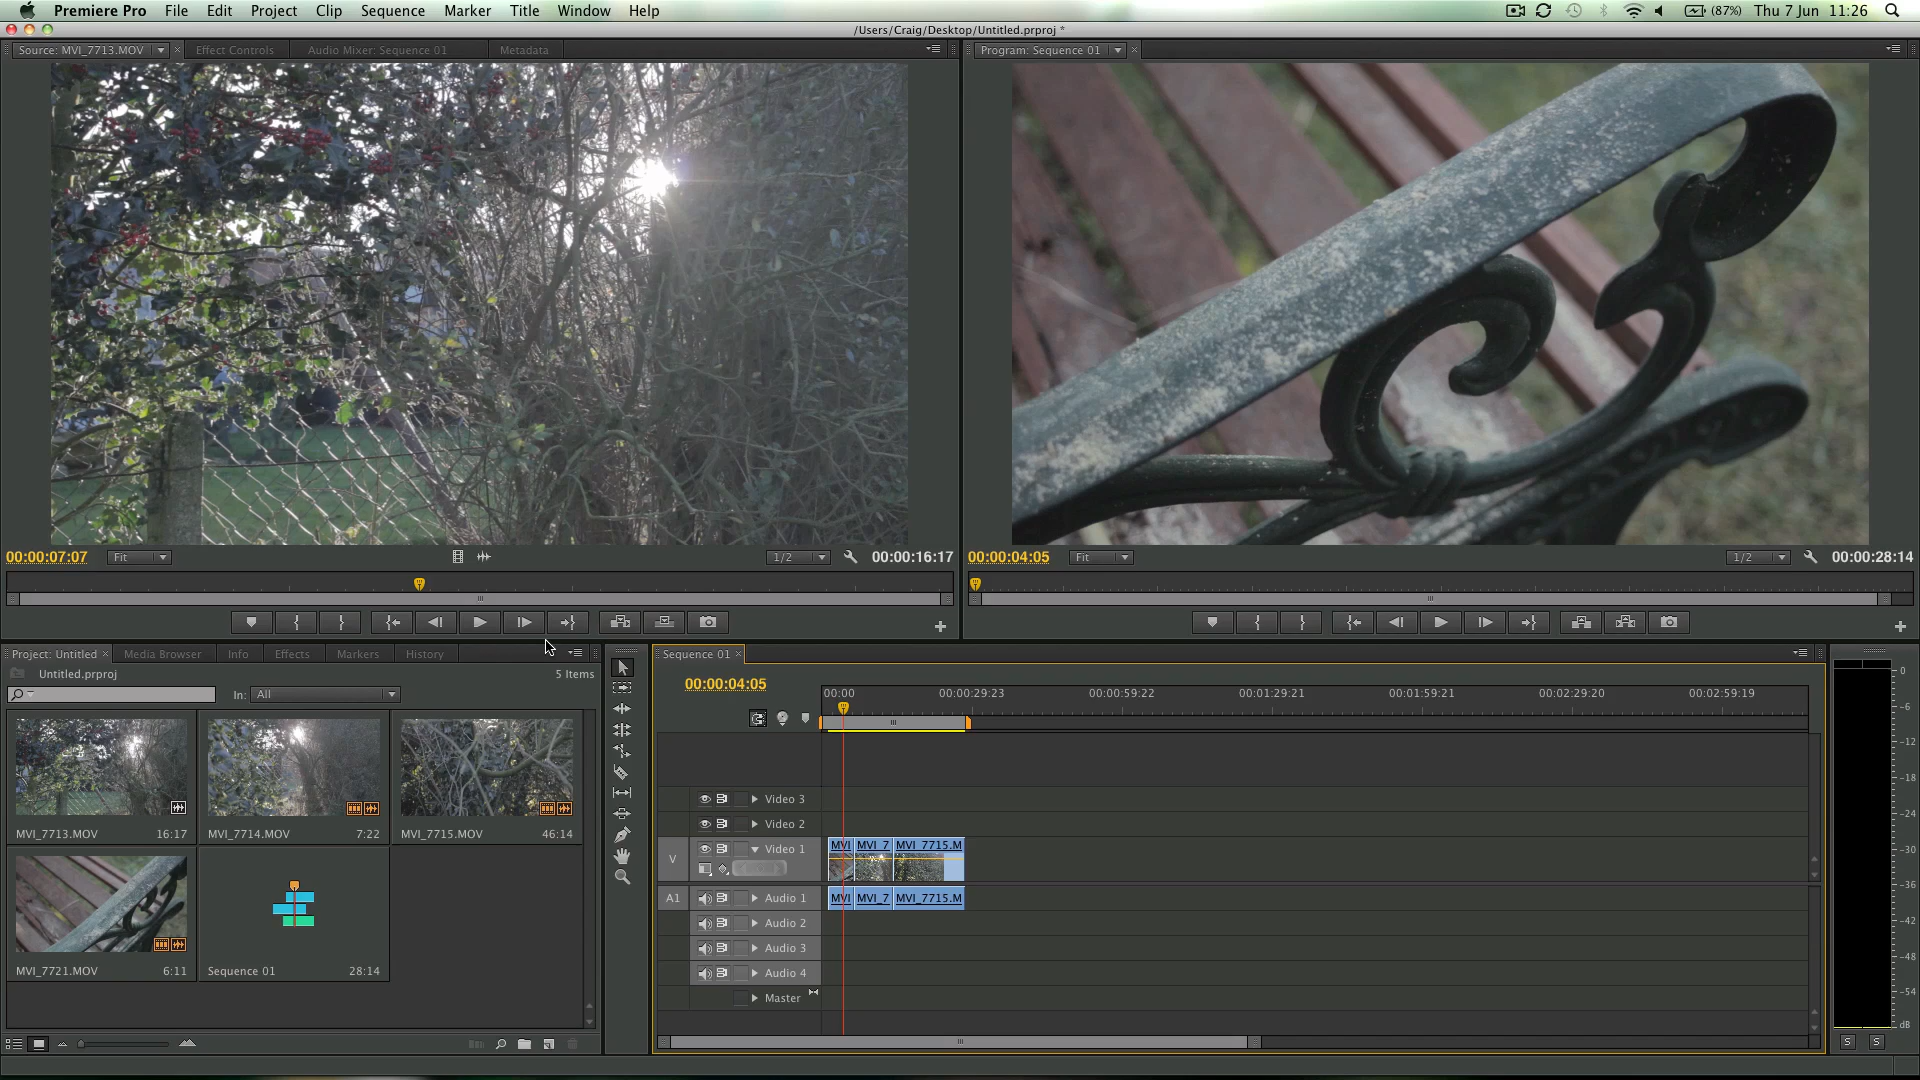 Premiere Pro File Edit Project Clip Sequence Marker Title Window Help (87%) Thu 7 Jun 11:26
/Users/Craig/Desktop/Untitled.prproj *
Source: MVI_7713.MOV Effect Controls Audio Mixer: Sequence 01 Metadata
Program: Sequence 01
00:00:07:07 Fit 1/2 00:00:16:17
00:00:04:05 Fit 1/2 00:00:28:14
Project: Untitled Media Browser Info Effects Markers History
Untitled.prproj 5 Items
In: All
MVI_7713.MOV 16:17
MVI_7714.MOV 7:22
MVI_7715.MOV 46:14
MVI_7721.MOV 6:11
Sequence 01 28:14
Sequence 01
00:00:04:05
00:00 00:00:29:23 00:00:59:22 00:01:29:21 00:01:59:21 00:02:29:20 00:02:59:19
Video 3
Video 2
V Video 1 MVI MVI_7 MVI_7715.M
A1 Audio 1 MVI MVI_7 MVI_7715.M
Audio 2
Audio 3
Audio 4
Master
0
-6
-12
-18
-24
-30
-36
-42
-48
-54
dB
S S